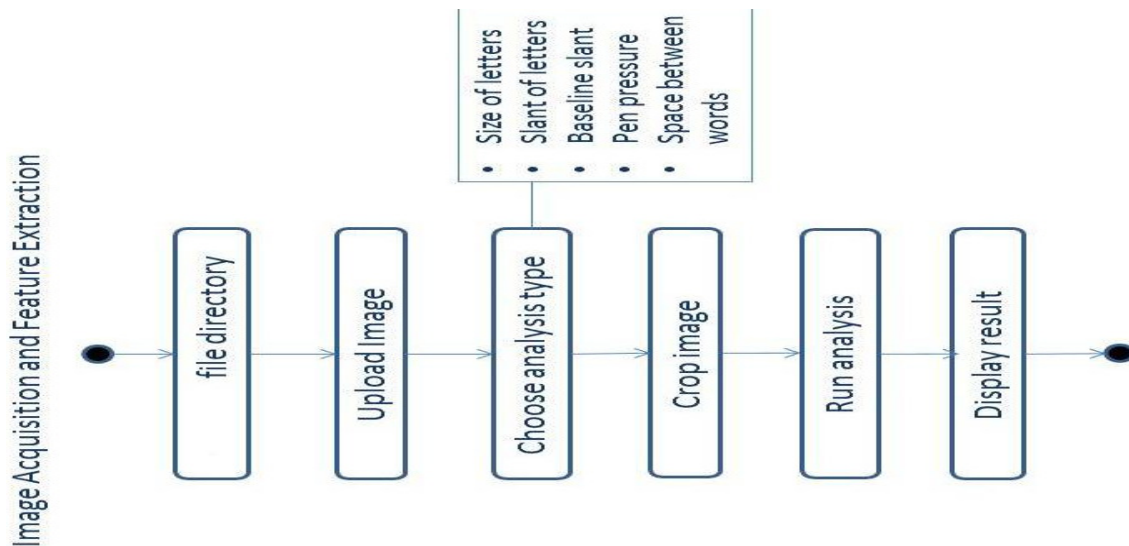 Image Acquisition and Feature Extraction
file directory
Upload Image
Choose analysis type
• Size of letters
• Slant of letters
• Baseline slant
• Pen pressure
• Space between
words
Crop image
Run analysis
Display result